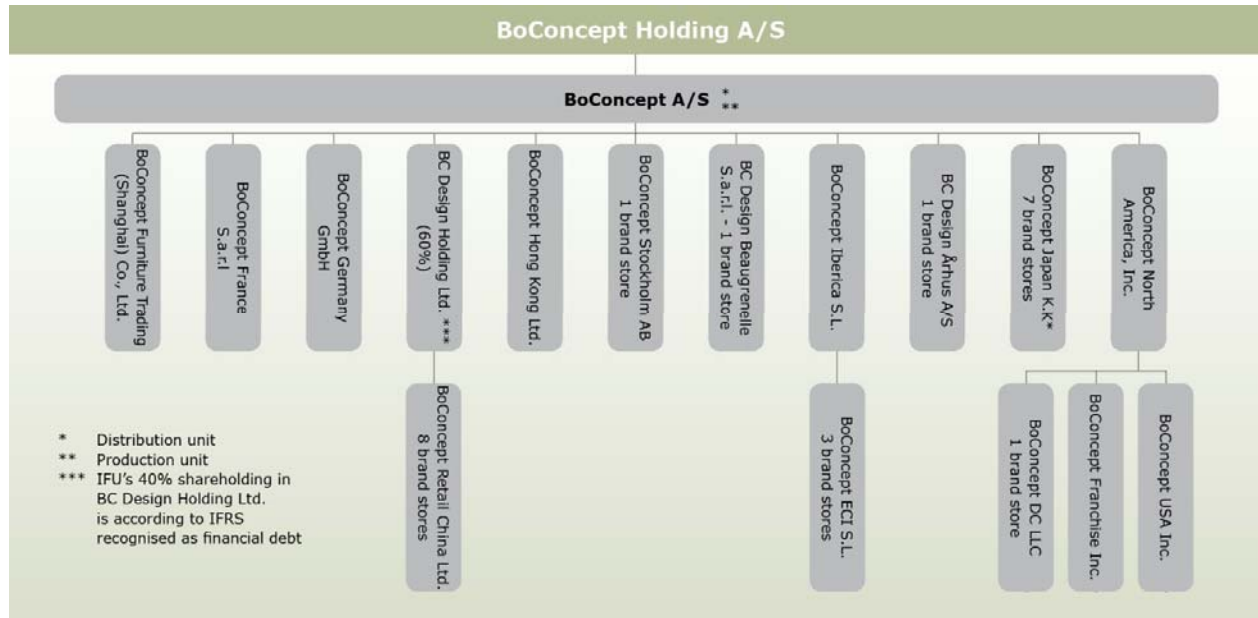 BoConcept Holding A/S
BoConcept A/S *
**
BoConcept Furniture Trading
(Shanghai) Co., Ltd.
BoConcept France
S.a.r.l
BoConcept Germany
GmbH
BC Design Holding Ltd. ***
(60%)
BoConcept Hong Kong Ltd.
BoConcept Stockholm AB
1 brand store
BC Design Beaugrenelle
S.a.r.l. - 1 brand store
BoConcept Iberica S.L.
BC Design Århus A/S
1 brand store
BoConcept Japan K.K*
7 brand stores
BoConcept North
America, Inc.
BoConcept Retail China Ltd.
8 brand stores
BoConcept ECI S.L.
3 brand stores
BoConcept DC LLC
1 brand store
BoConcept Franchise Inc.
BoConcept USA Inc.
* Distribution unit
** Production unit
*** IFU's 40% shareholding in
BC Design Holding Ltd.
is according to IFRS
recognised as financial debt